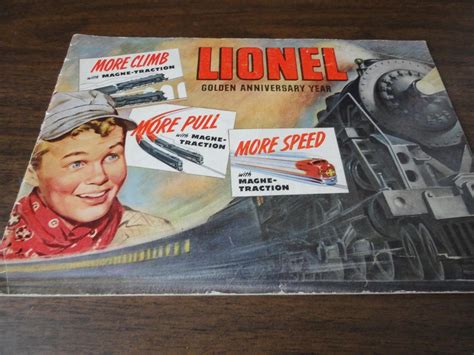 LIONEL
GOLDEN ANNIVERSARY YEAR
MORE CLIMB
with MAGNE-TRACTION
MORE PULL
with MAGNE-
TRACTION
MORE SPEED
with
MAGNE-
TRACTION